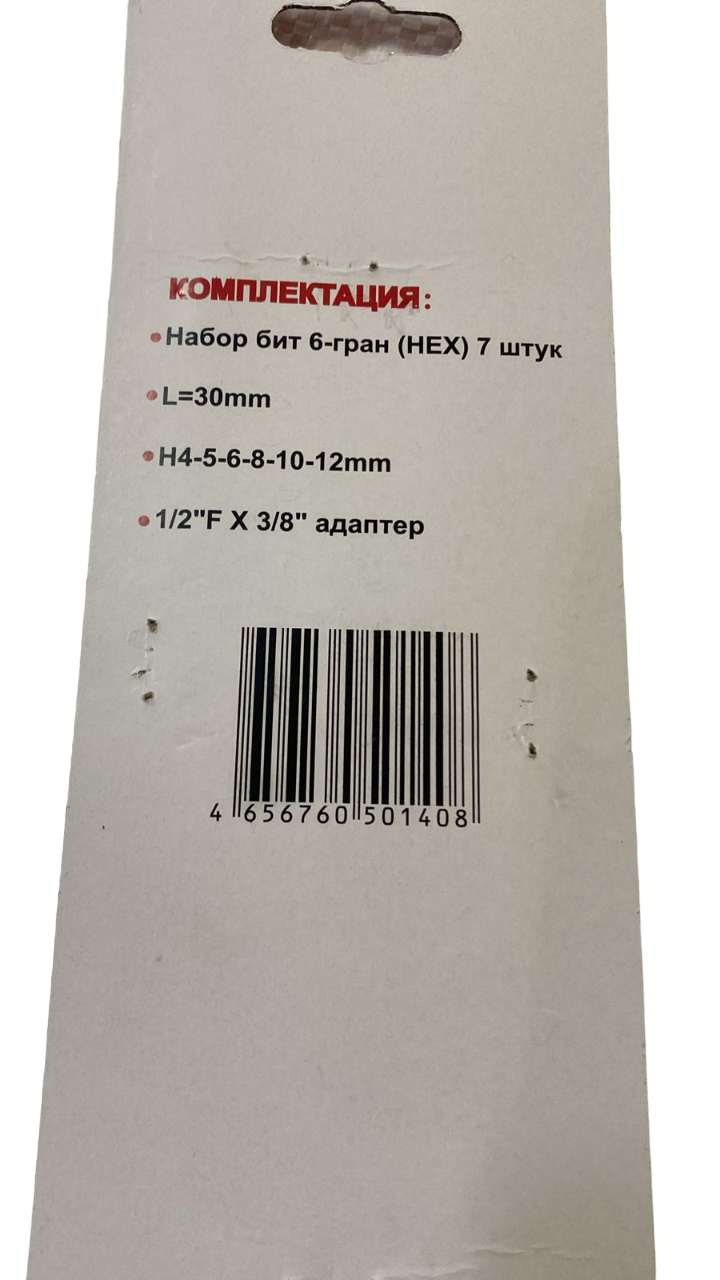 КОМПЛЕКТАЦИЯ:
•Набор бит 6-гран (HEX) 7 штук
•L=30mm
•H4-5-6-8-10-12mm
•1/2"F X 3/8" адаптер
4 656760 501408